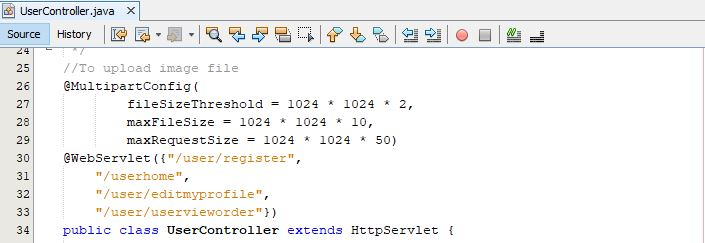 UserController.java
Source History
24 */
25 //To upload image file
26 @MultipartConfig(
27 fileSizeThreshold = 1024 * 1024 * 2,
28 maxFileSize = 1024 * 1024 * 10,
29 maxRequestSize = 1024 * 1024 * 50)
30 @WebServlet({"/user/register",
31 "/userhome",
32 "/user/editmyprofile",
33 "/user/uservieworder"})
34 public class UserController extends HttpServlet {